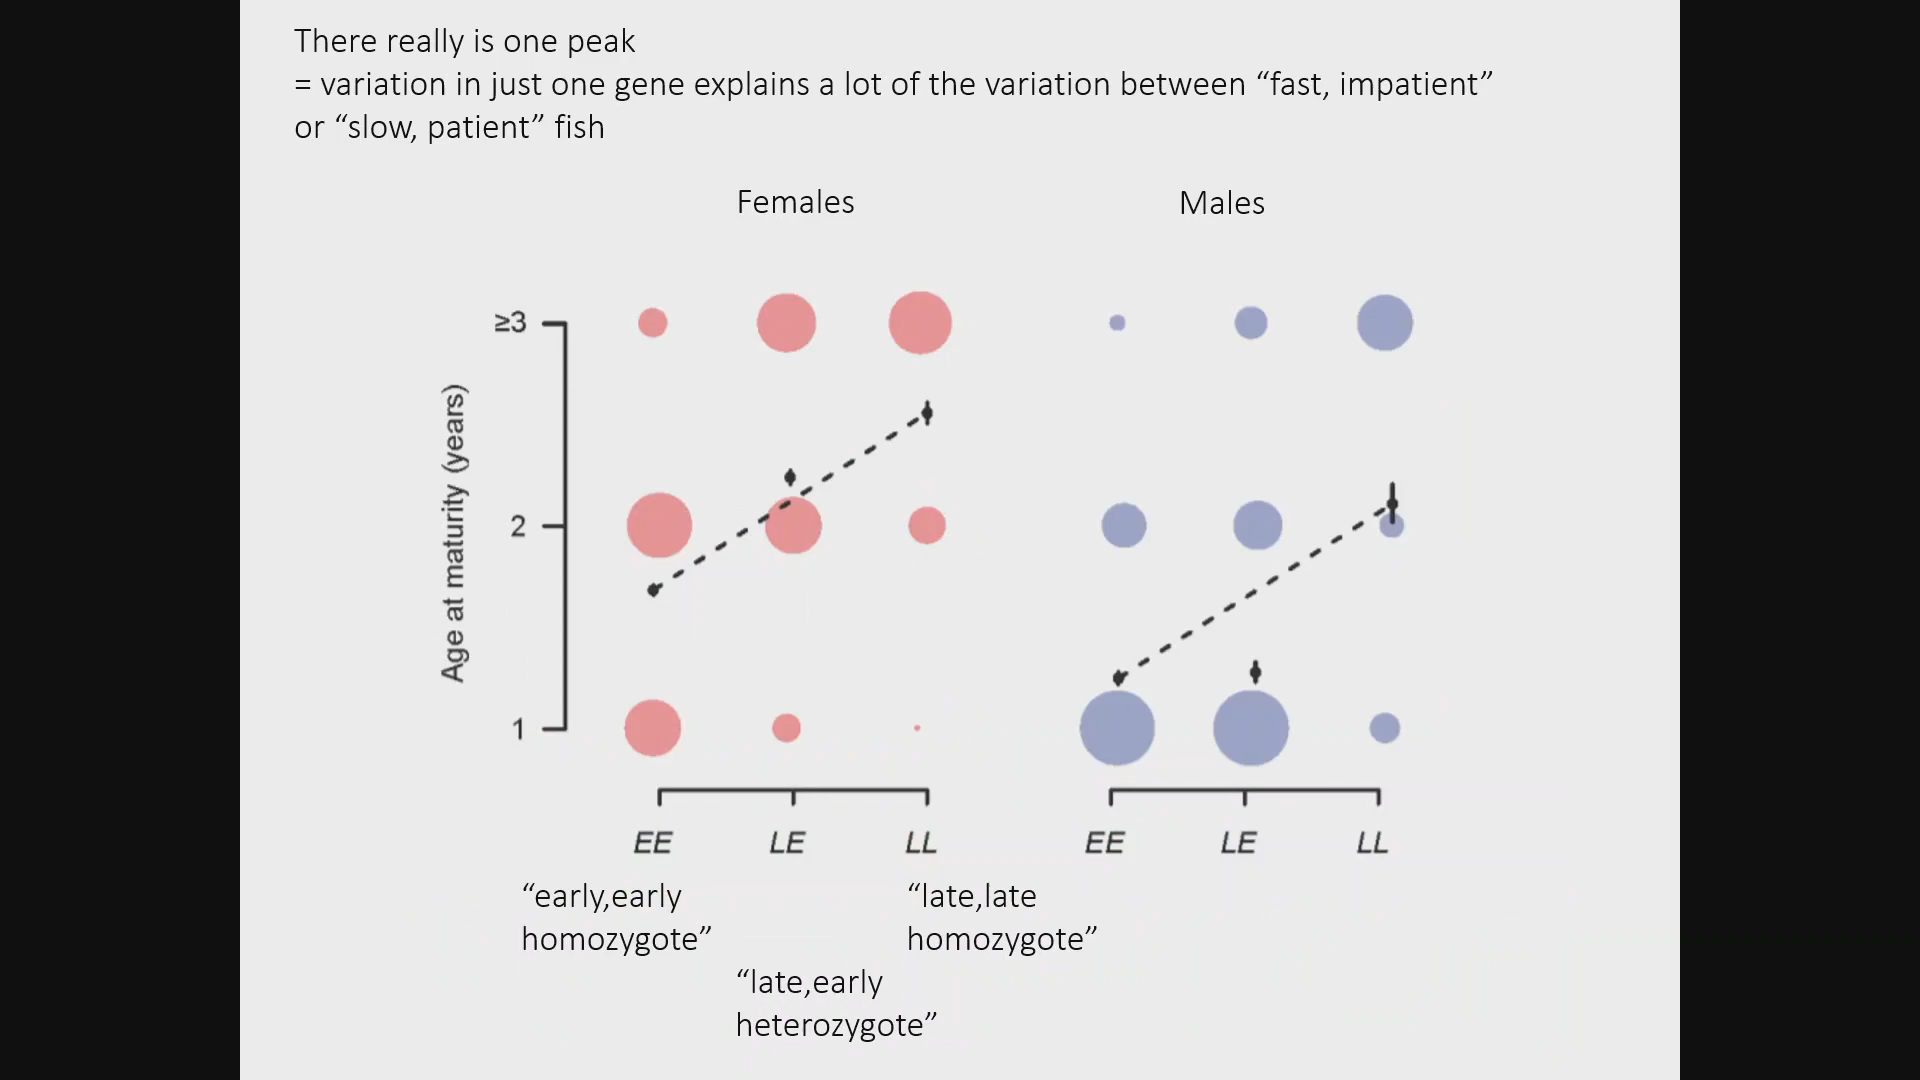 There really is one peak
= variation in just one gene explains a lot of the variation between “fast, impatient”
or “slow, patient” fish
Females
Males
≥3
2
1
Age at maturity (years)
EE
LE
LL
EE
LE
LL
“early,early
homozygote”
“late,late
homozygote”
“late,early
heterozygote”